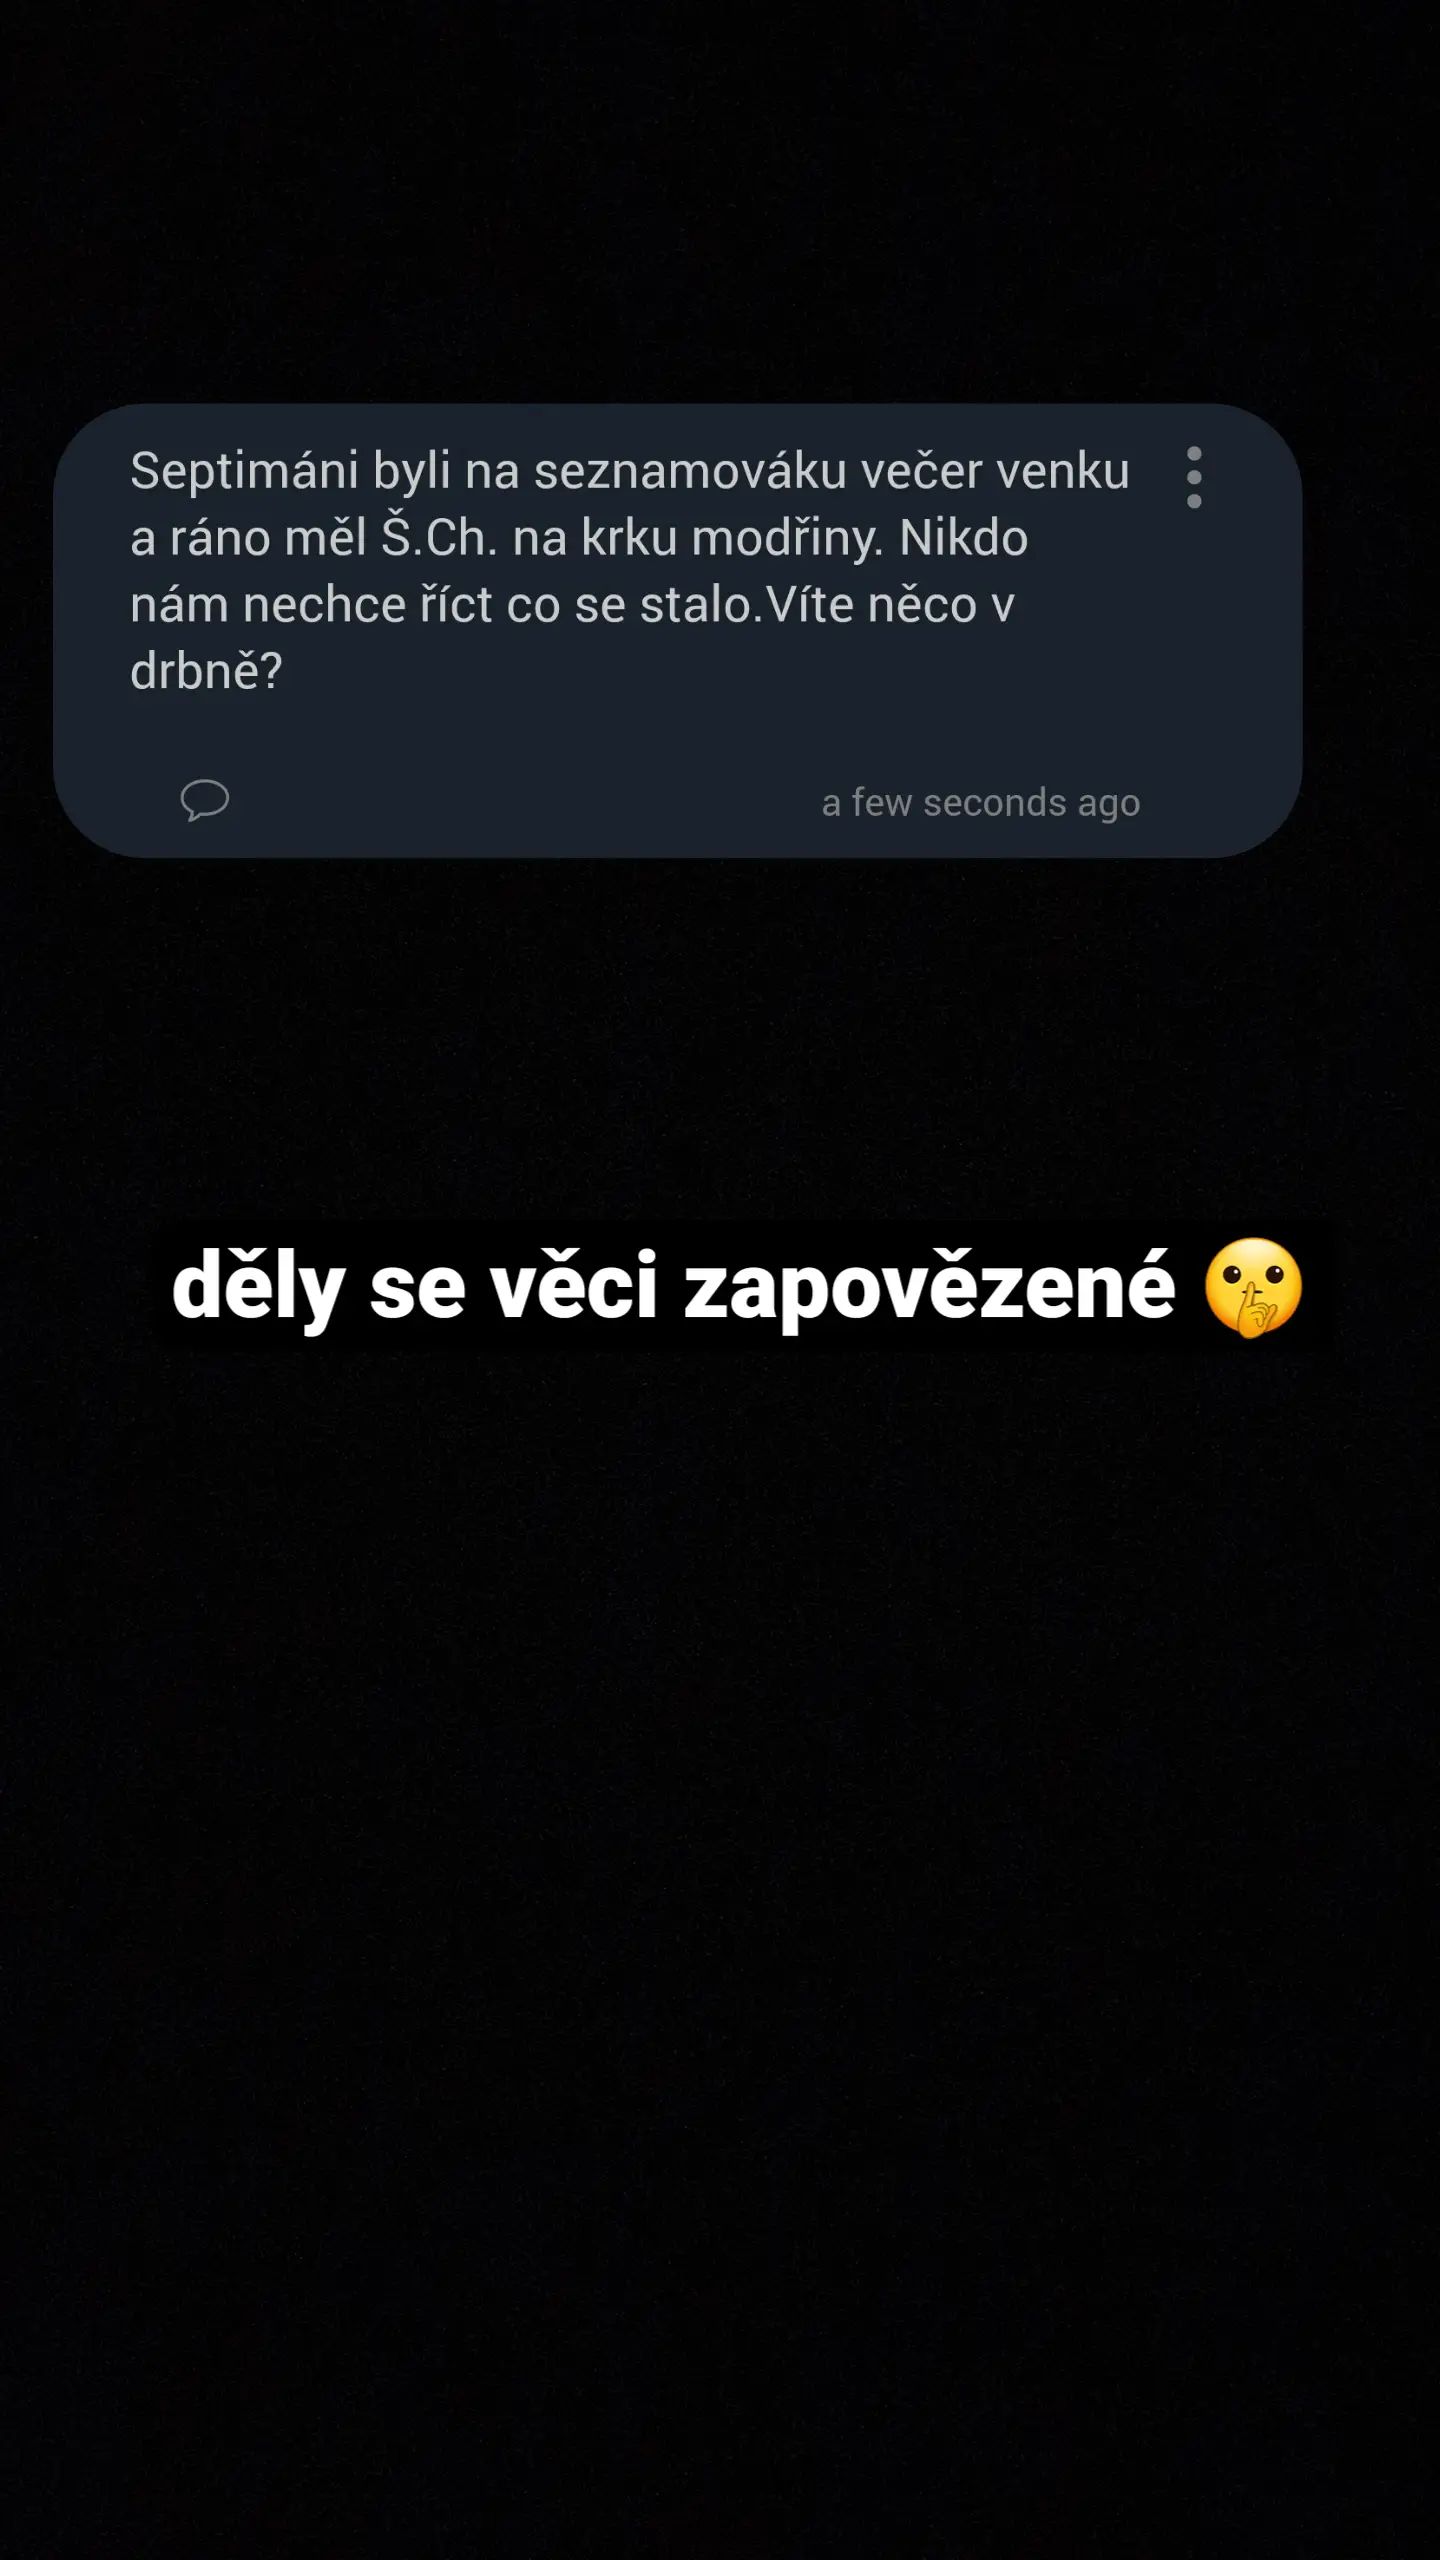 Septimáni byli na seznamováku večer venku
a ráno měl Š.Ch. na krku modřiny. Nikdo
nám nechce říct co se stalo.Víte něco v
drbně?
a few seconds ago
děly se věci zapovězené 🤫